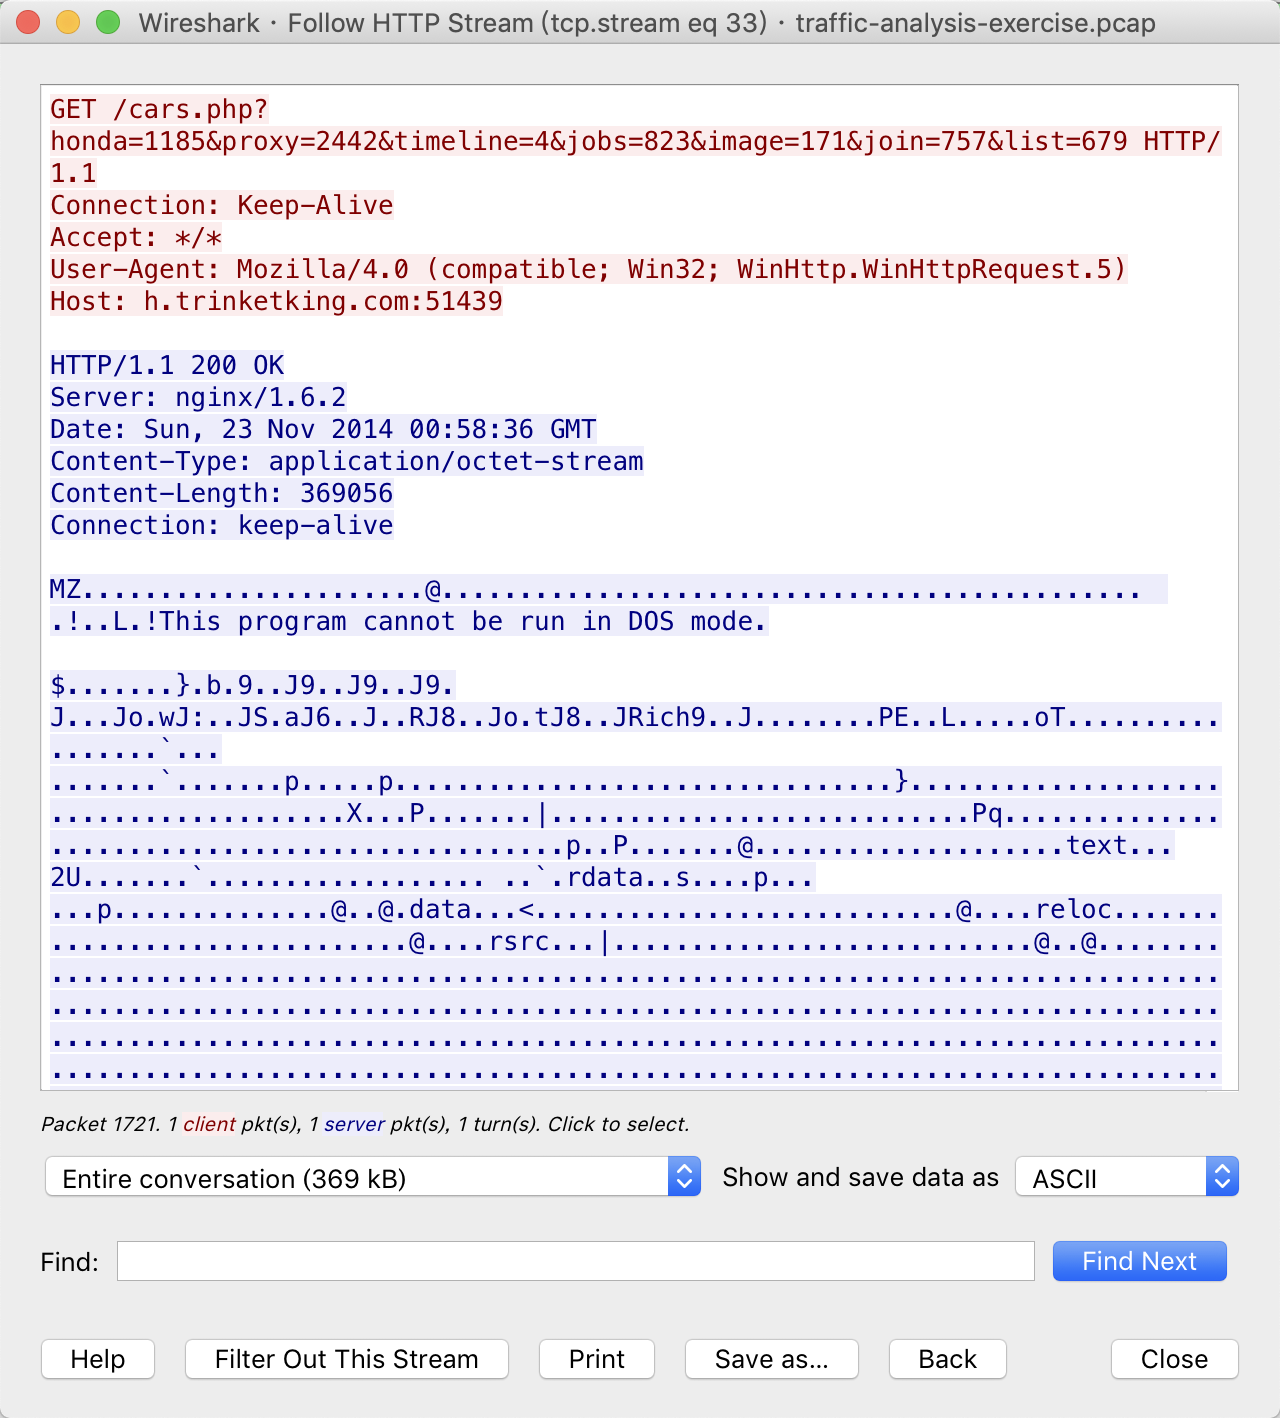 Wireshark · Follow HTTP Stream (tcp.stream eq 33) · traffic-analysis-exercise.pcap
GET /cars.php?
honda=1185&proxy=2442&timeline=4&jobs=823&image=171&join=757&list=679 HTTP/
1.1
Connection: Keep-Alive
Accept: */*
User-Agent: Mozilla/4.0 (compatible; Win32; WinHttp.WinHttpRequest.5)
Host: h.trinketking.com:51439
HTTP/1.1 200 OK
Server: nginx/1.6.2
Date: Sun, 23 Nov 2014 00:58:36 GMT
Content-Type: application/octet-stream
Content-Length: 369056
Connection: keep-alive
MZ......................@.............................................
.!..L.!This program cannot be run in DOS mode.
$.......}.b.9..J9..J9..J9.
J...Jo.wJ:..JS.aJ6..J..RJ8..Jo.tJ8..JRich9..J........PE..L.....oT..........
.......`...
.......`.......p.....p................................}....................
...................X...P.......|...........................Pq..............
.................................p..P.......@....................text...
2U.......`.................. ..`.rdata..s....p...
...p..............@..@.data...<...........................@....reloc.......
.......................@....rsrc...|...........................@..@........
...........................................................................
...........................................................................
...........................................................................
...........................................................................
Packet 1721. 1 client pkt(s), 1 server pkt(s), 1 turn(s). Click to select.
Entire conversation (369 kB) Show and save data as ASCII
Find: Find Next
Help Filter Out This Stream Print Save as... Back Close